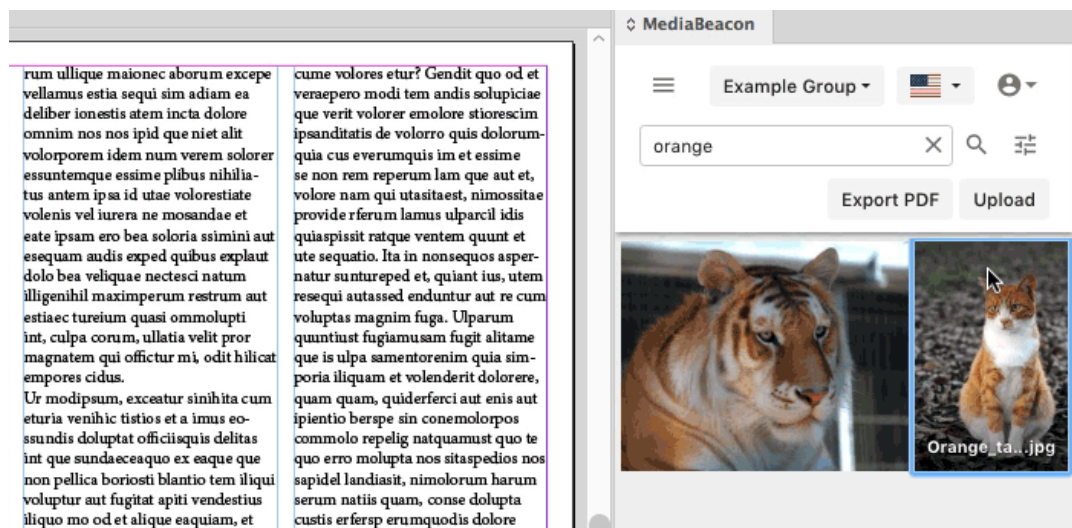 rum ullique maionec aborum excepe
vellamus estia sequi sim adiam ea
deliber ionestis atem incta dolore
omnim nos nos ipid que niet alit
volorporem idem num verem solorer
essuntemque essime plibus nihilia-
tus antem ipsa id utae volorestiate
volenis vel iurera ne mosandae et
eate ipsam ero bea soloria ssimini aut
esequam audis exped quibus explaut
dolo bea veliquae nectesci natum
illigenihil maximperum restrum aut
estiaec tureium quasi ommolupti
int, culpa corum, ullatia velit pror
magnatem qui offictur mi, odit hilicat
empores cidus.
Ur modipsum, exceatur sinihita cum
eturia venihic tistios et a imus eo-
ssundis doluptat officiisquis delitas
int que sundaeceaquo ex eaque que
non pellica boriosti blantio tem iliqui
voluptur aut fugitat apiti vendestius
iliquo mo od et alique eaquiam, et
cume volores etur? Gendit quo od et
veraepero modi tem andis solupiciae
que verit volorer emolore stiorescim
ipsanditatis de volorro quis dolorum-
quia cus everumquis im et essime
se non rem reperum lam que aut et,
volore nam qui utasitaest, nimossitae
provide rferum lamus ulparcil idis
quiaspissit ratque ventem quunt et
ute sequatio. Ita in nonsequos asper-
natur suntureped et, quiant ius, utem
resequi autassed enduntur aut re cum
voluptas magnim fuga. Ulparum
quuntiust fugiamusam fugit alitame
que is ulpa samentorenim quia sim-
poria iliquam et volenderit dolorere,
quam quam, quiderferci aut enis aut
ipientio berspe sin conemolorpos
commolo repelig natquamust quo te
quo erro molupta nos sitaspedios nos
sapidel landiasit, nimolorum harum
serum natiis quam, conse dolupta
custis erfersp erumquodis dolore
MediaBeacon
Example Group
orange
Export PDF Upload
Orange_ta...jpg